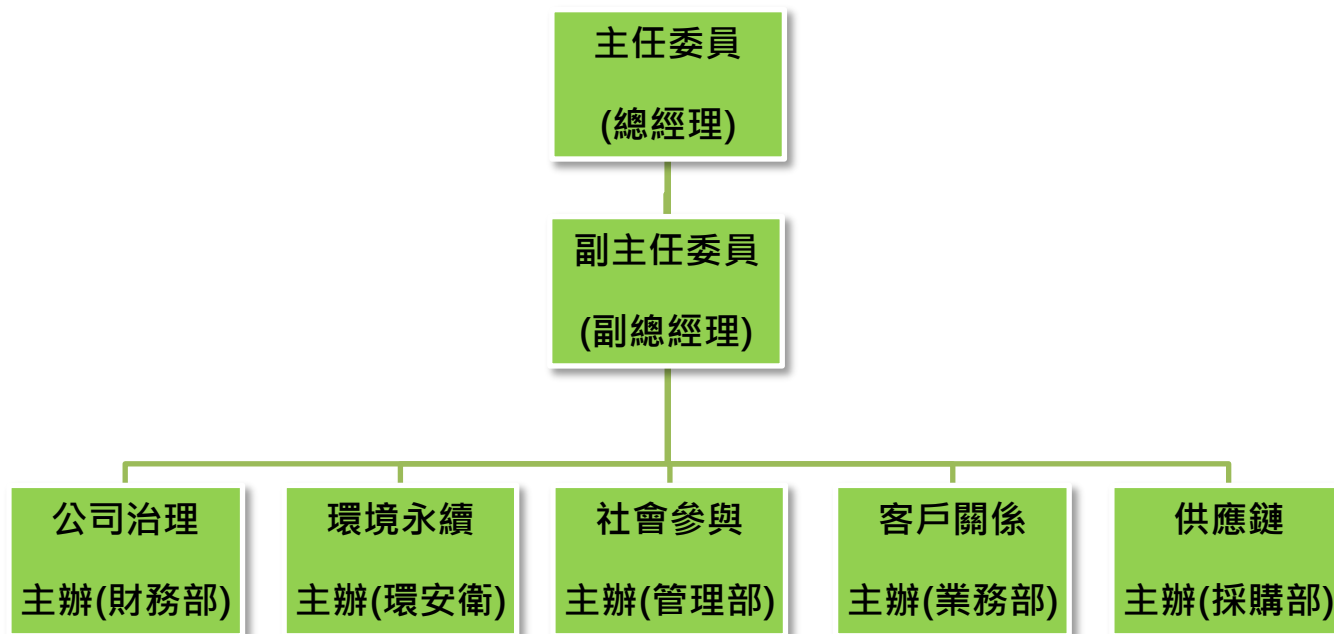 主任委員
(總經理)
副主任委員
(副總經理)
公司治理
主辦(財務部)
環境永續
主辦(環安衛)
社會參與
主辦(管理部)
客戶關係
主辦(業務部)
供應鏈
主辦(採購部)